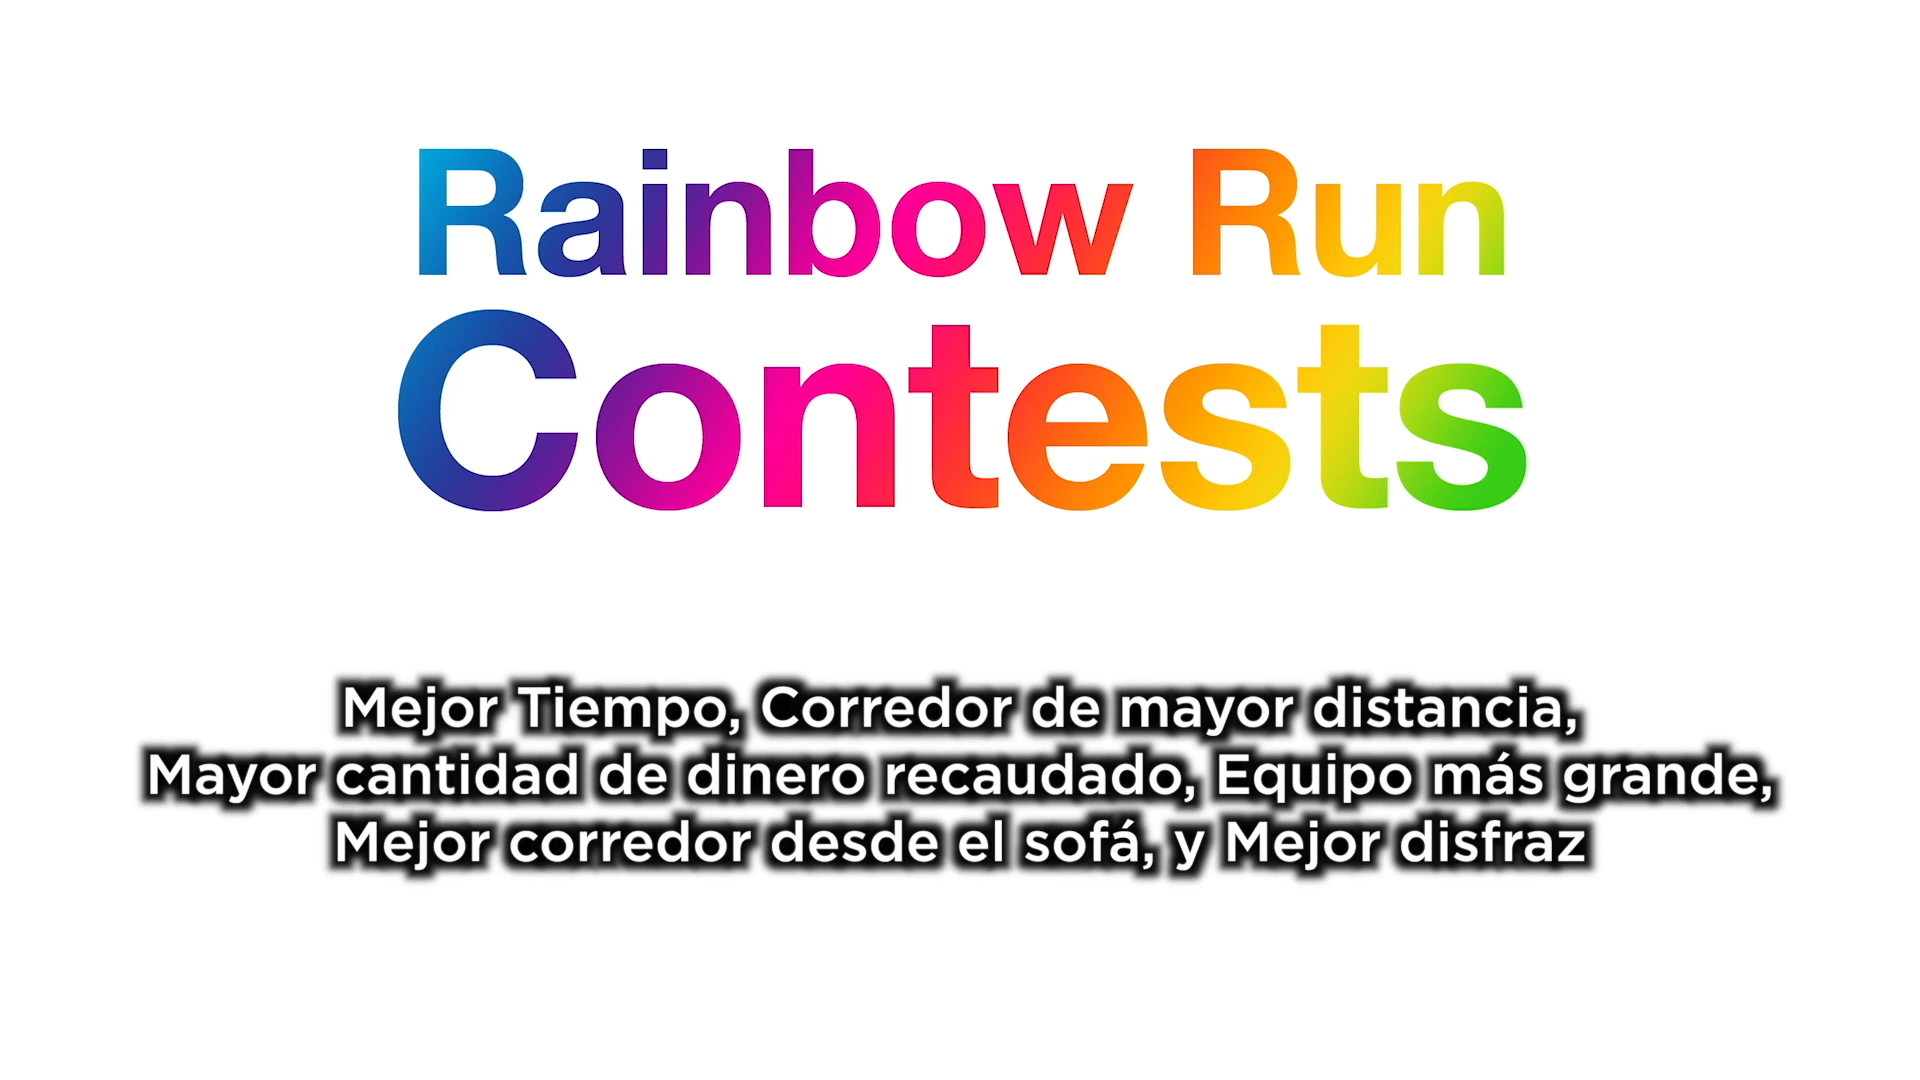 Rainbow Run
Contests
Mejor Tiempo, Corredor de mayor distancia,
Mayor cantidad de dinero recaudado, Equipo más grande,
Mejor corredor desde el sofá, y Mejor disfraz